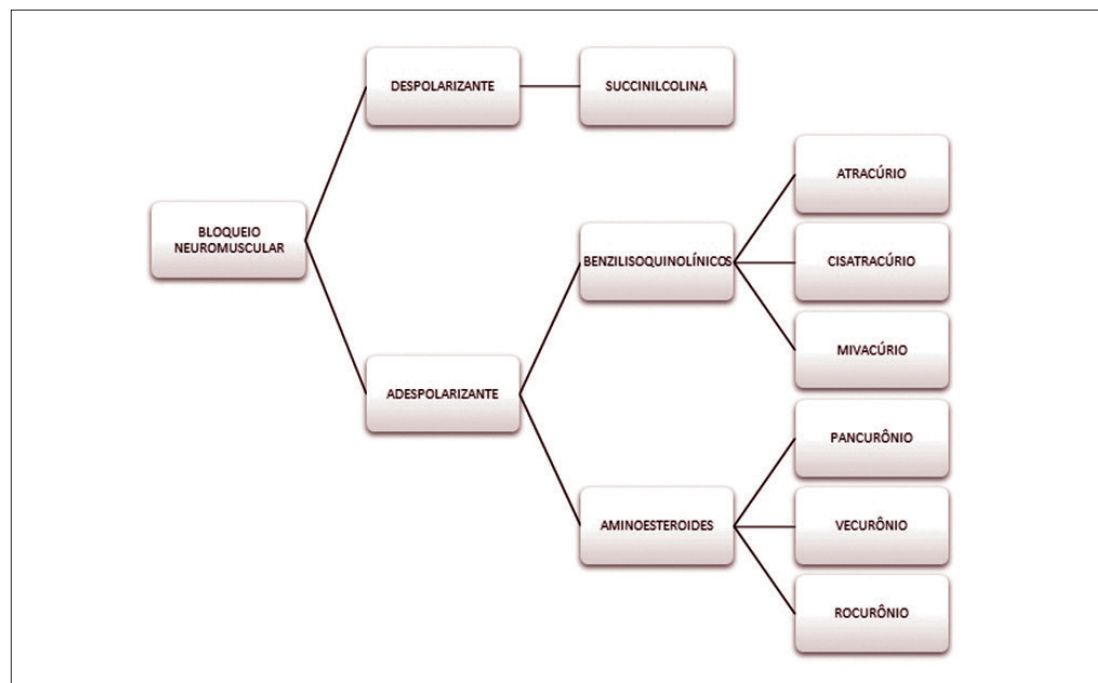 DESPOLARIZANTE
SUCCINILCOLINA
ATRACÚRIO
BLOQUEIO
NEUROMUSCULAR
BENZILISOQUINOLÍNICOS
CISATRACÚRIO
MIVACÚRIO
ADESPOLARIZANTE
PANCURÔNIO
AMINOESTEROIDES
VECURÔNIO
ROCURÔNIO